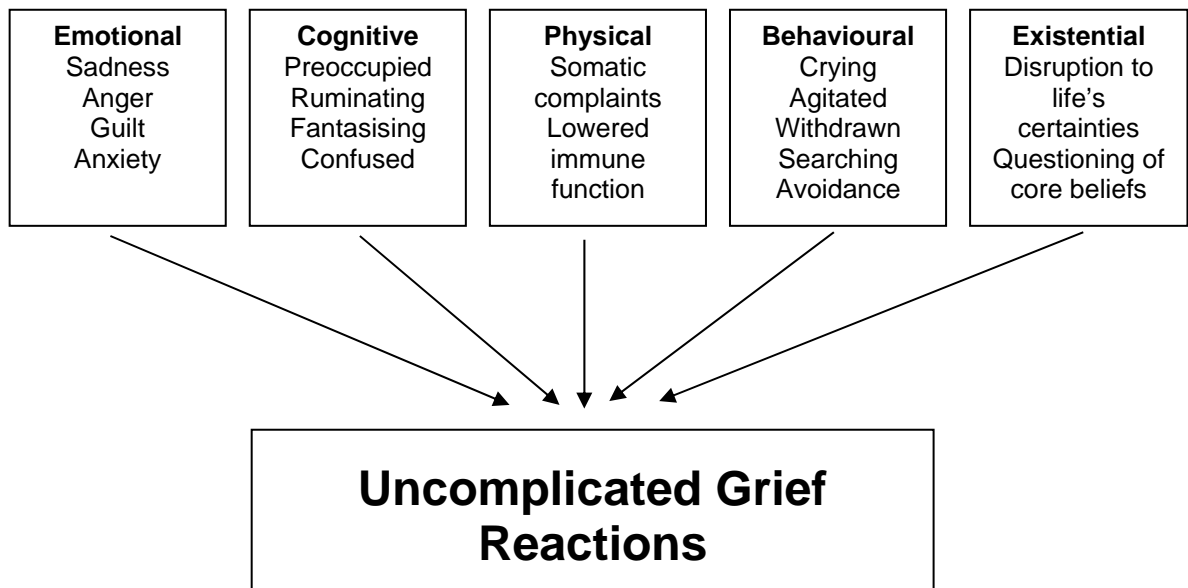 Emotional
Sadness
Anger
Guilt
Anxiety
Cognitive
Preoccupied
Ruminating
Fantasising
Confused
Physical
Somatic
complaints
Lowered
immune
function
Behavioural
Crying
Agitated
Withdrawn
Searching
Avoidance
Existential
Disruption to
life's
certainties
Questioning of
core beliefs
Uncomplicated Grief
Reactions